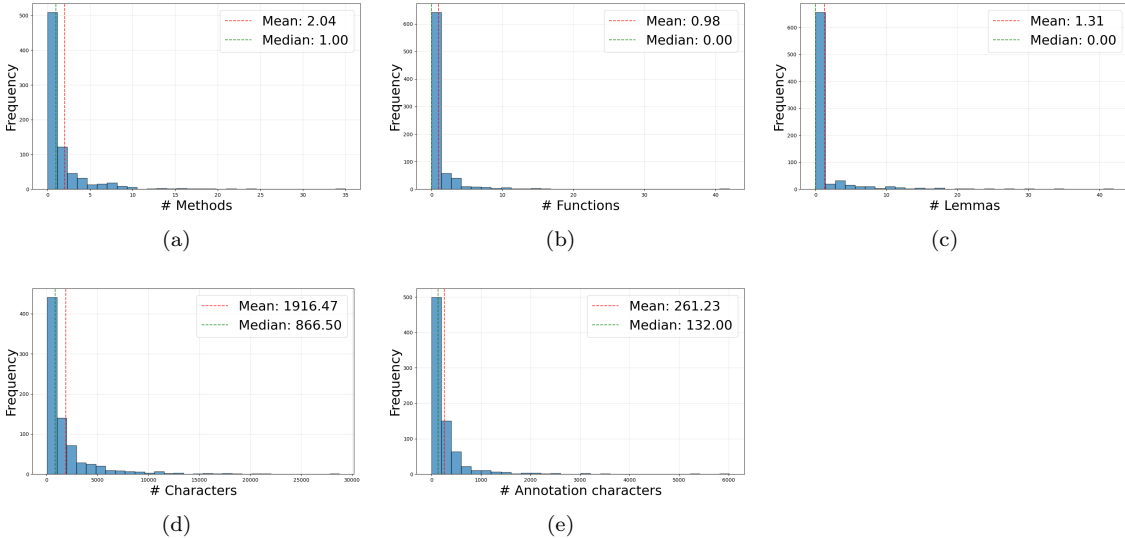 Mean: 2.04
Median: 1.00
Frequency
500
400
300
200
100
0
0 5 10 15 20 25 30 35
# Methods
(a)
Mean: 0.98
Median: 0.00
Frequency
600
500
400
300
200
100
0
0 10 20 30 40
# Functions
(b)
Mean: 1.31
Median: 0.00
Frequency
600
500
400
300
200
100
0
0 10 20 30 40
# Lemmas
(c)
Mean: 1916.47
Median: 866.50
Frequency
400
300
200
100
0
0 5000 10000 15000 20000 25000 30000
# Characters
(d)
Mean: 261.23
Median: 132.00
Frequency
500
400
300
200
100
0
0 1000 2000 3000 4000 5000 6000
# Annotation characters
(e)